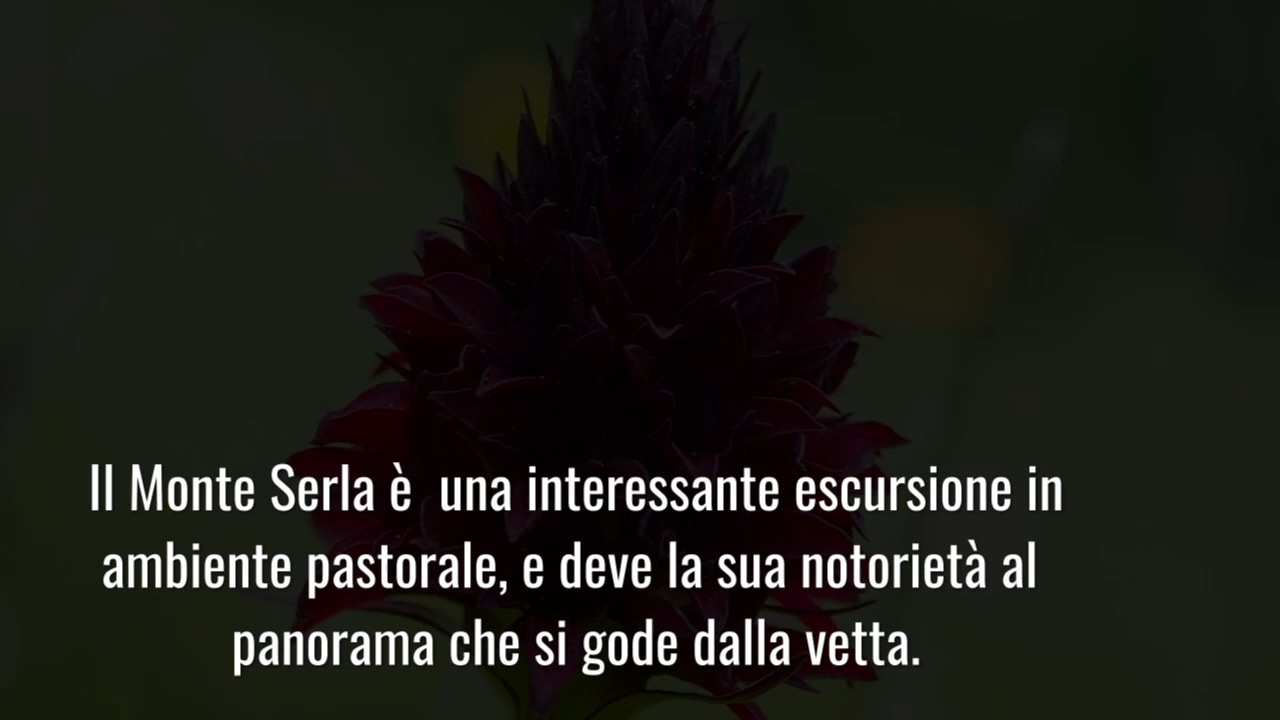 Il Monte Serla è  una interessante escursione in
ambiente pastorale, e deve la sua notorietà al
panorama che si gode dalla vetta.